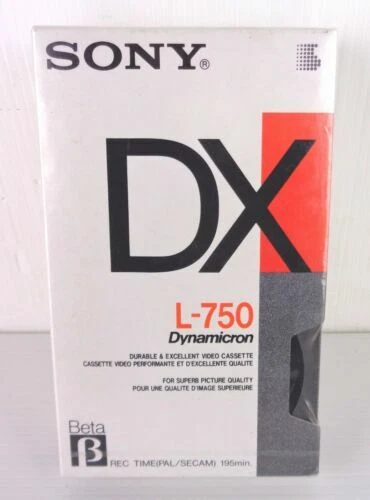 SONY®
DX
L-750
Dynamicron
DURABLE & EXCELLENT VIDEO CASSETTE
CASSETTE VIDEO PERFORMANTE ET D'EXCELLENTE QUALITE
FOR SUPERB PICTURE QUALITY
POUR UNE QUALITE D'IMAGE SUPERIEURE
Beta
β
REC TIME(PAL/SECAM) 195min.